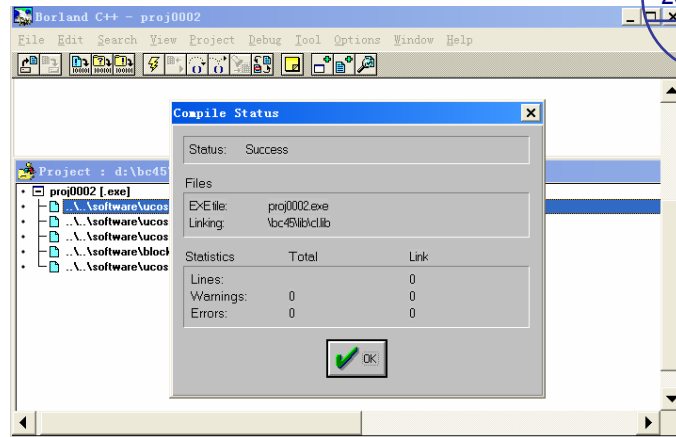 Borland C++ - proj0002
File Edit Search View Project Debug Tool Options Window Help
Compile Status
Status: Success
Project : d:\bc45
Files
proj0002 [.exe]
EXE file: proj0002.exe
..\..\software\ucos
Linking: \bc45\lib\cl.lib
..\..\software\ucos
..\..\software\ucos
..\..\software\block
Statistics Total Link
..\..\software\ucos
Lines: 0
Warnings: 0 0
Errors: 0 0
OK